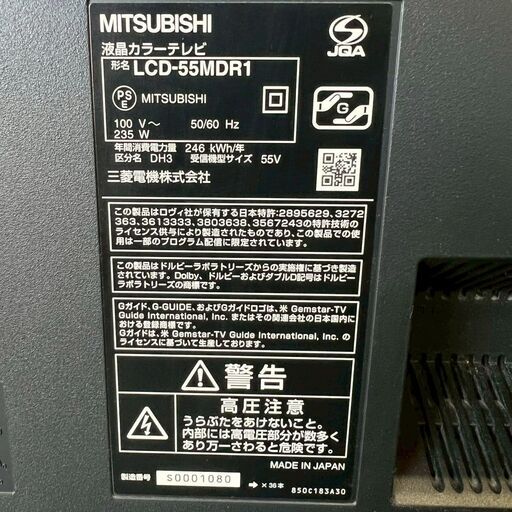 MITSUBISHI
液晶カラーテレビ
形名 LCD-55MDR1
JQA
PS
E MITSUBISHI
G
100 V〜 50/60 Hz
235 W
年間消費電力量 246 kWh/年
区分名 DH3 受信機型サイズ 55V
三菱電機株式会社
この製品はロヴィ社が保有する日本特許:2895629、3272
363、3613333、3803638、3567243の特許技術の
ライセンス供与により製造されたものであり、この製品での使
用は一部のプログラム配信に限定されています。
この製品はドルビーラボラトリーズからの実施権に基づき製造
されています。Dolby、ドルビーおよびダブルD記号はドルビー
ラボラトリーズの商標です。
Gガイド、G-GUIDE、およびGガイドロゴは、米 Gemstar-TV
Guide International, Inc. またはその関連会社の日本国内に
おける登録商標です。
Gガイドは、米 Gemstar-TV Guide International, Inc. の
ライセンスに基づいて生産しております。
警告
高圧注意
うらぶたをあけないこと。
内部には高電圧部分が数多く
あり万一さわると危険です。
MADE IN JAPAN
製造番号 S0001080 → ×36本
850C183A30